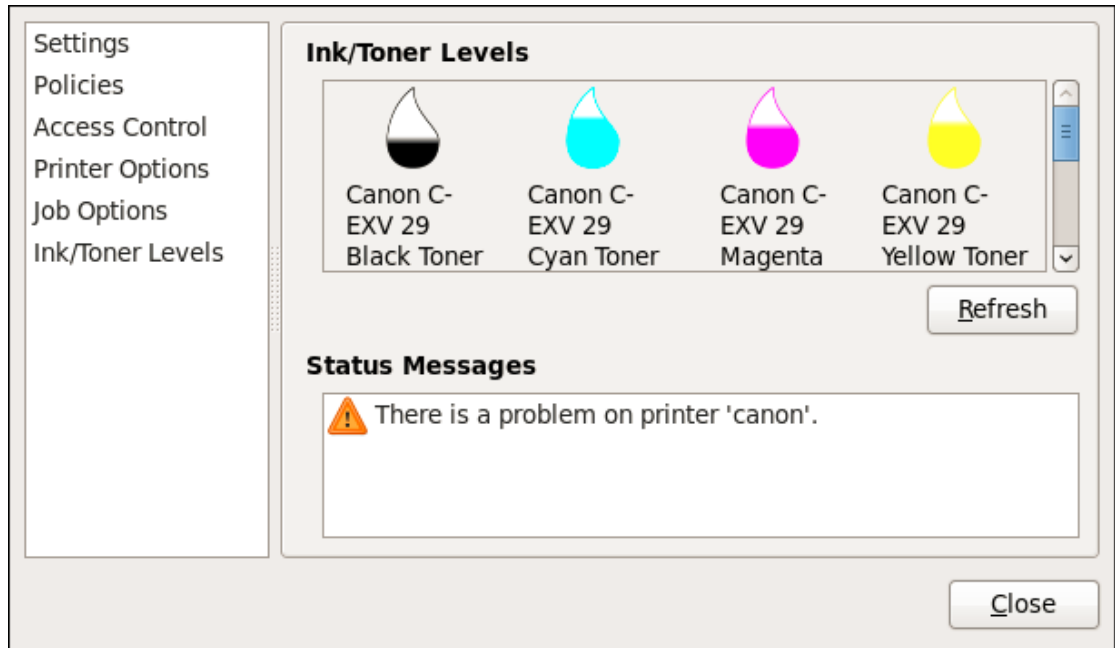 Settings
Policies
Access Control
Printer Options
Job Options
Ink/Toner Levels
Ink/Toner Levels
Canon C-
EXV 29
Black Toner
Canon C-
EXV 29
Cyan Toner
Canon C-
EXV 29
Magenta
Canon C-
EXV 29
Yellow Toner
Refresh
Status Messages
There is a problem on printer 'canon'.
Close